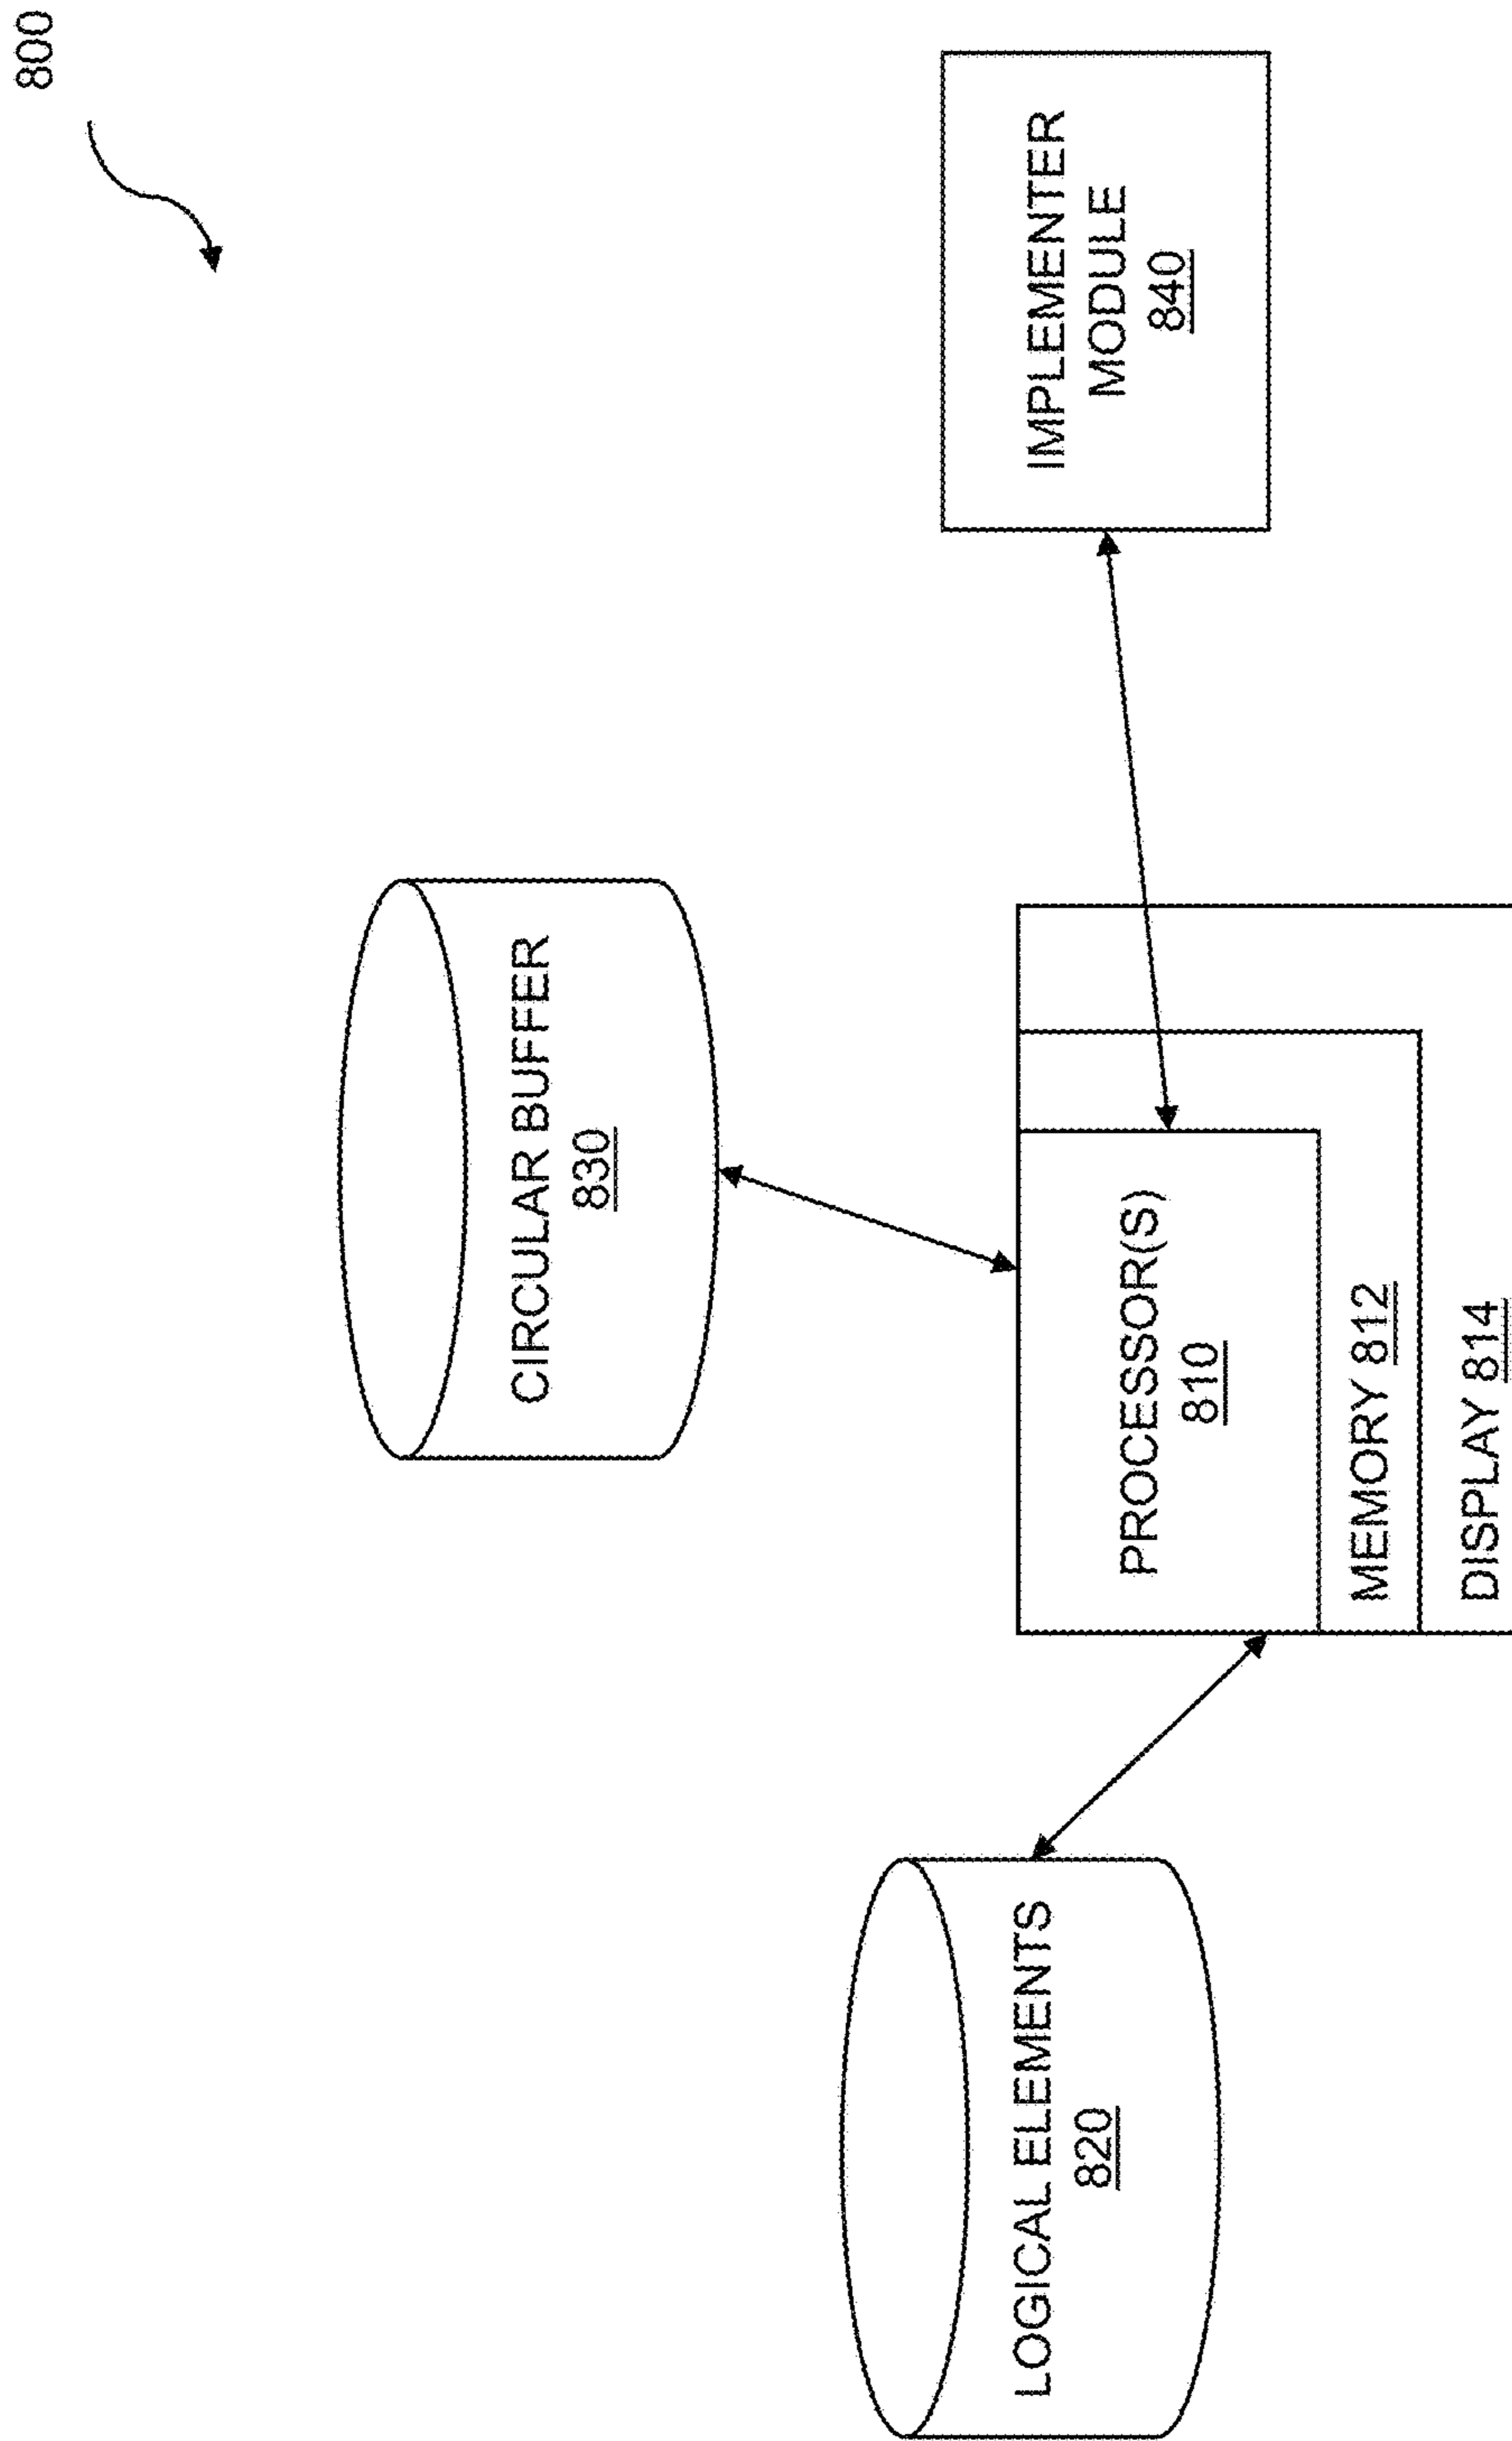 800
CIRCULAR BUFFER
830
LOGICAL ELEMENTS
820
PROCESSOR(S)
810
MEMORY 812
DISPLAY 814
IMPLEMENTER
MODULE
840